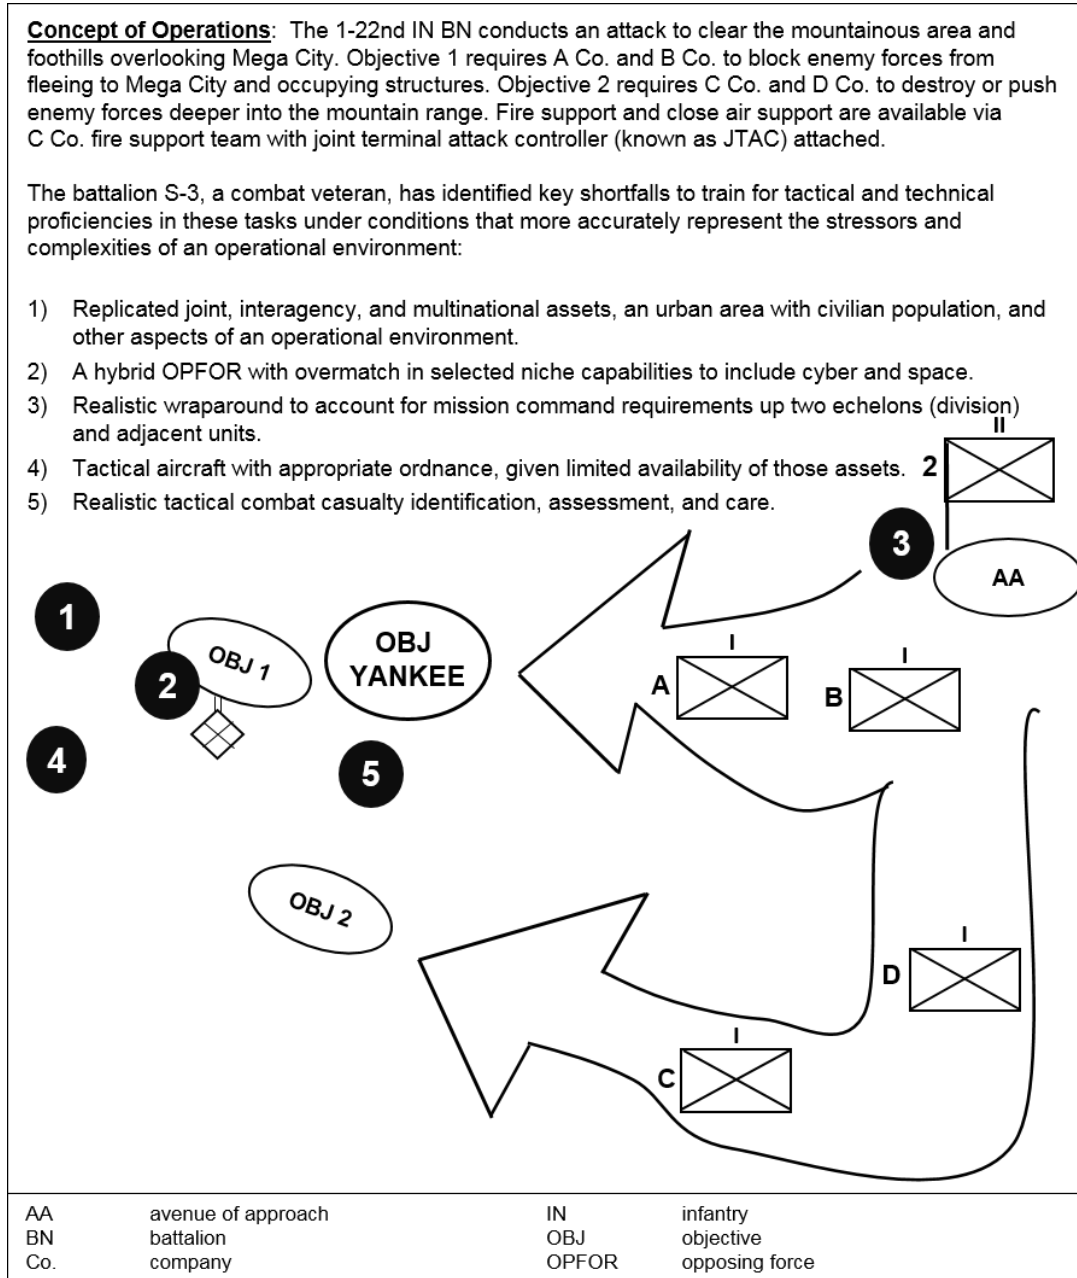 Concept of Operations: The 1-22nd IN BN conducts an attack to clear the mountainous area and
foothills overlooking Mega City. Objective 1 requires A Co. and B Co. to block enemy forces from
fleeing to Mega City and occupying structures. Objective 2 requires C Co. and D Co. to destroy or push
enemy forces deeper into the mountain range. Fire support and close air support are available via
C Co. fire support team with joint terminal attack controller (known as JTAC) attached.
The battalion S-3, a combat veteran, has identified key shortfalls to train for tactical and technical
proficiencies in these tasks under conditions that more accurately represent the stressors and
complexities of an operational environment:
1) Replicated joint, interagency, and multinational assets, an urban area with civilian population, and
other aspects of an operational environment.
2) A hybrid OPFOR with overmatch in selected niche capabilities to include cyber and space.
3) Realistic wraparound to account for mission command requirements up two echelons (division)
and adjacent units.
4) Tactical aircraft with appropriate ordnance, given limited availability of those assets.
5) Realistic tactical combat casualty identification, assessment, and care.
II
2
3
AA
1
OBJ 1
2
OBJ
YANKEE
I
A
I
B
4
5
OBJ 2
I
D
I
C
AA avenue of approach IN infantry
BN battalion OBJ objective
Co. company OPFOR opposing force